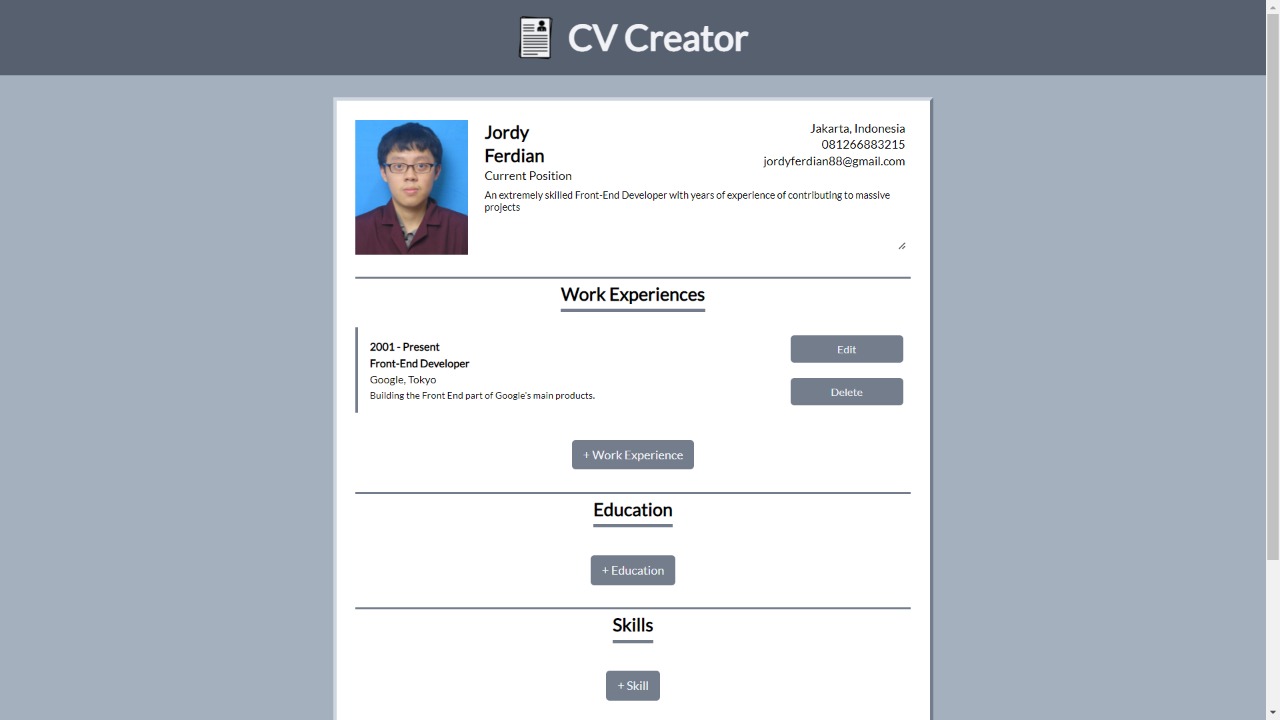 CV Creator
Jordy
Ferdian
Current Position
An extremely skilled Front-End Developer with years of experience of contributing to massive
projects
Jakarta, Indonesia
081266883215
jordyferdian88@gmail.com
Work Experiences
2001 - Present
Front-End Developer
Google, Tokyo
Building the Front End part of Google's main products.
Edit
Delete
+ Work Experience
Education
+ Education
Skills
+ Skill